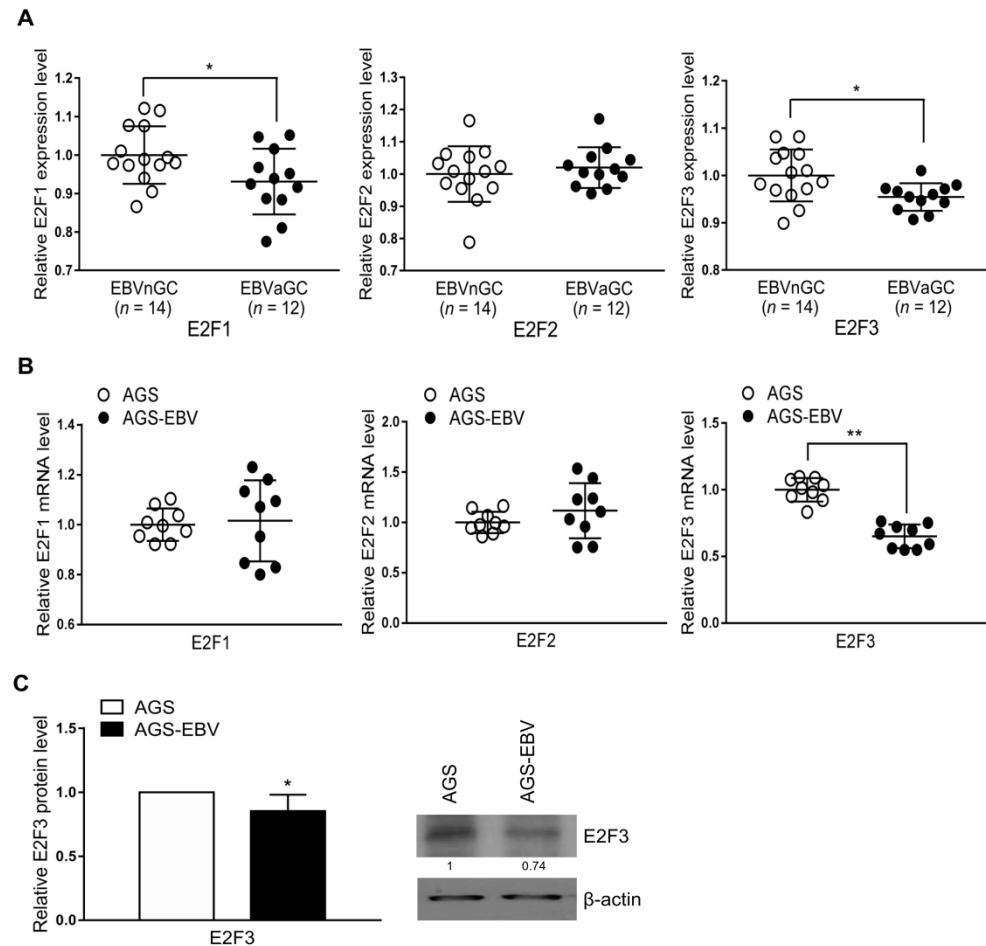 A
Relative E2F1 expression level
1.2
1.1
1.0
0.9
0.8
0.7
*
EBVnGC
(n = 14)
EBVaGC
(n = 12)
E2F1
Relative E2F2 expression level
1.3
1.2
1.1
1.0
0.9
0.8
0.7
EBVnGC
(n = 14)
EBVaGC
(n = 12)
E2F2
Relative E2F3 expression level
1.2
1.1
1.0
0.9
0.8
*
EBVnGC
(n = 14)
EBVaGC
(n = 12)
E2F3
B
AGS
AGS-EBV
Relative E2F1 mRNA level
1.4
1.2
1.0
0.8
0.6
E2F1
AGS
AGS-EBV
Relative E2F2 mRNA level
2.0
1.5
1.0
0.5
0.0
E2F2
AGS
AGS-EBV
Relative E2F3 mRNA level
1.5
1.0
0.5
0.0
**
E2F3
C
AGS
AGS-EBV
Relative E2F3 protein level
1.5
1.0
0.5
0.0
*
E2F3
AGS
AGS-EBV
E2F3
1
0.74
β-actin